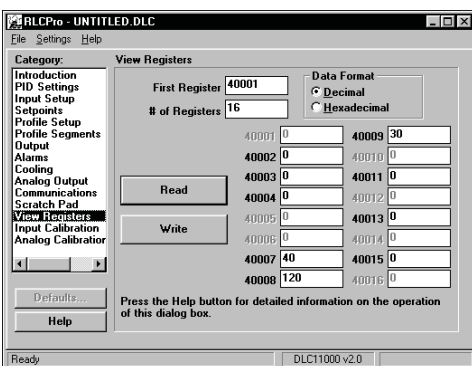 RLCPro - UNTITLED.DLC
File Settings Help
Category:
Introduction
PID Settings
Input Setup
Setpoints
Profile Setup
Profile Segments
Output
Alarms
Cooling
Analog Output
Communications
Scratch Pad
View Registers
Input Calibration
Analog Calibration
Defaults...
Help
View Registers
First Register 40001
# of Registers 16
Data Format
Decimal
Hexadecimal
Read
Write
40001 0
40002 0
40003 0
40004 0
40005 0
40006 0
40007 40
40008 120
40009 30
40010 0
40011 0
40012 0
40013 0
40014 0
40015 0
40016 0
Press the Help button for detailed information on the operation
of this dialog box.
Ready
DLC11000 v2.0